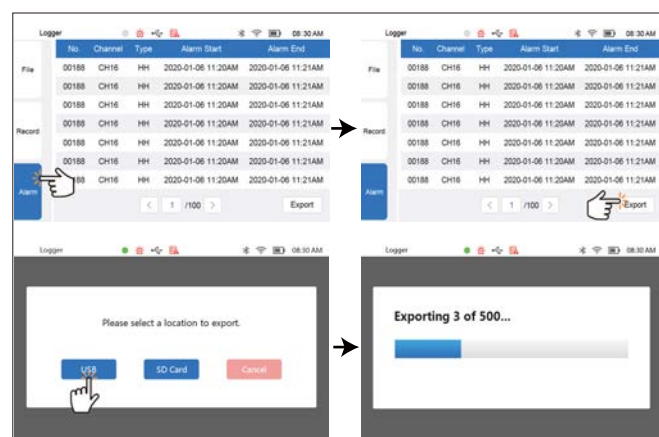 Logger 08:30 AM
No. Channel Type Alarm Start Alarm End
File
00188 CH16 HH 2020-01-06 11:20AM 2020-01-06 11:21AM
00188 CH16 HH 2020-01-06 11:20AM 2020-01-06 11:21AM
00188 CH16 HH 2020-01-06 11:20AM 2020-01-06 11:21AM
Record
00188 CH16 HH 2020-01-06 11:20AM 2020-01-06 11:21AM
00188 CH16 HH 2020-01-06 11:20AM 2020-01-06 11:21AM
00188 CH16 HH 2020-01-06 11:20AM 2020-01-06 11:21AM
00188 CH16 HH 2020-01-06 11:20AM 2020-01-06 11:21AM
Alarm
< 1 /100 > Export
Logger 08:30 AM
No. Channel Type Alarm Start Alarm End
File
00188 CH16 HH 2020-01-06 11:20AM 2020-01-06 11:21AM
00188 CH16 HH 2020-01-06 11:20AM 2020-01-06 11:21AM
00188 CH16 HH 2020-01-06 11:20AM 2020-01-06 11:21AM
Record
00188 CH16 HH 2020-01-06 11:20AM 2020-01-06 11:21AM
00188 CH16 HH 2020-01-06 11:20AM 2020-01-06 11:21AM
00188 CH16 HH 2020-01-06 11:20AM 2020-01-06 11:21AM
00188 CH16 HH 2020-01-06 11:20AM 2020-01-06 11:21AM
Alarm
< 1 /100 > Export
Logger 08:30 AM
Please select a location to export.
USB SD Card Cancel
Logger 08:30 AM
Exporting 3 of 500...